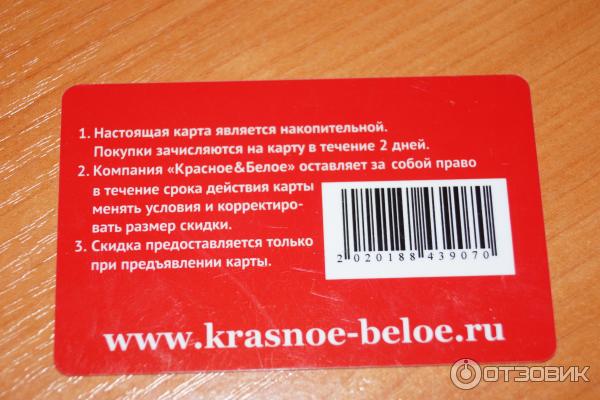 1. Настоящая карта является накопительной.
Покупки зачисляются на карту в течение 2 дней.
2. Компания «Красное&Белое» оставляет за собой право
в течение срока действия карты
менять условия и корректиро-
вать размер скидки.
3. Скидка предоставляется только
при предъявлении карты.
2020188439070
www.krasnoe-beloe.ru
ОТЗОВИК